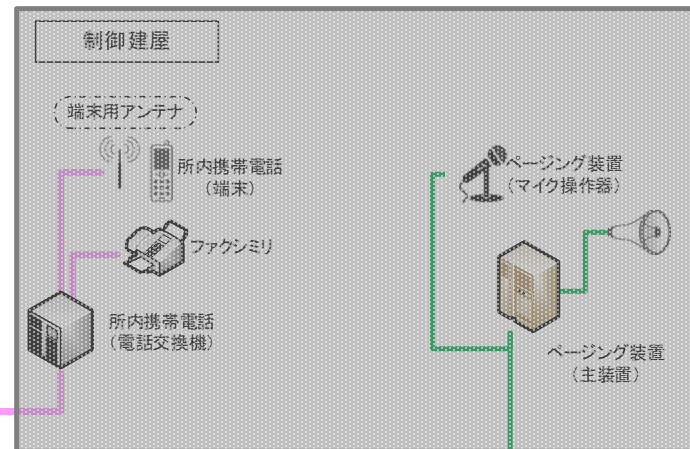 制御建屋
端末用アンテナ
所内携帯電話
（端末）
ファクシミリ
所内携帯電話
（電話交換機）
ページング装置
（マイク操作器）
ページング装置
（主装置）